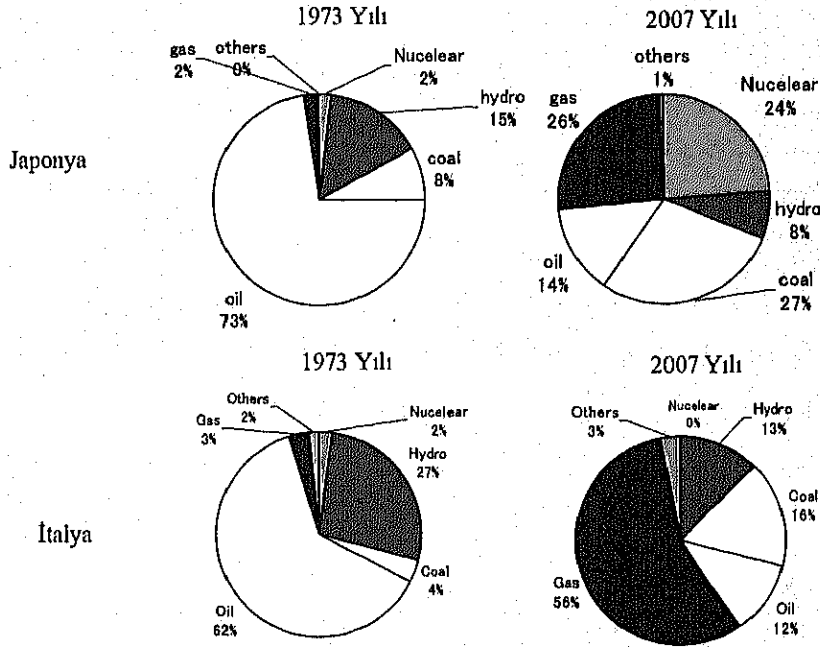 1973 Yılı
2007 Yılı
Japonya
gas
2%
others
0%
Nucelear
2%
hydro
15%
coal
8%
oil
73%
others
1%
Nucelear
24%
hydro
8%
coal
27%
oil
14%
gas
26%
1973 Yılı
2007 Yılı
İtalya
Others
2%
Gas
3%
Nucelear
2%
Hydro
27%
Coal
4%
Oil
62%
Others
3%
Nucelear
0%
Hydro
13%
Coal
16%
Oil
12%
Gas
56%